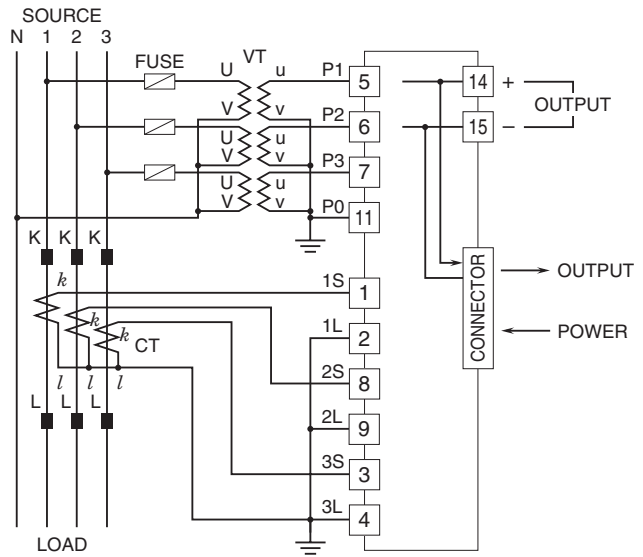 SOURCE
N 1 2 3
FUSE
VT
U u P1 5 14 +
OUTPUT
V v P2 6 15 −
U u
V v P3 7
U u
V v P0 11
K K K
k 1S 1
CONNECTOR
OUTPUT
k 1L 2
POWER
k CT
l l l 2S 8
L L L
2L 9
3S 3
3L 4
LOAD